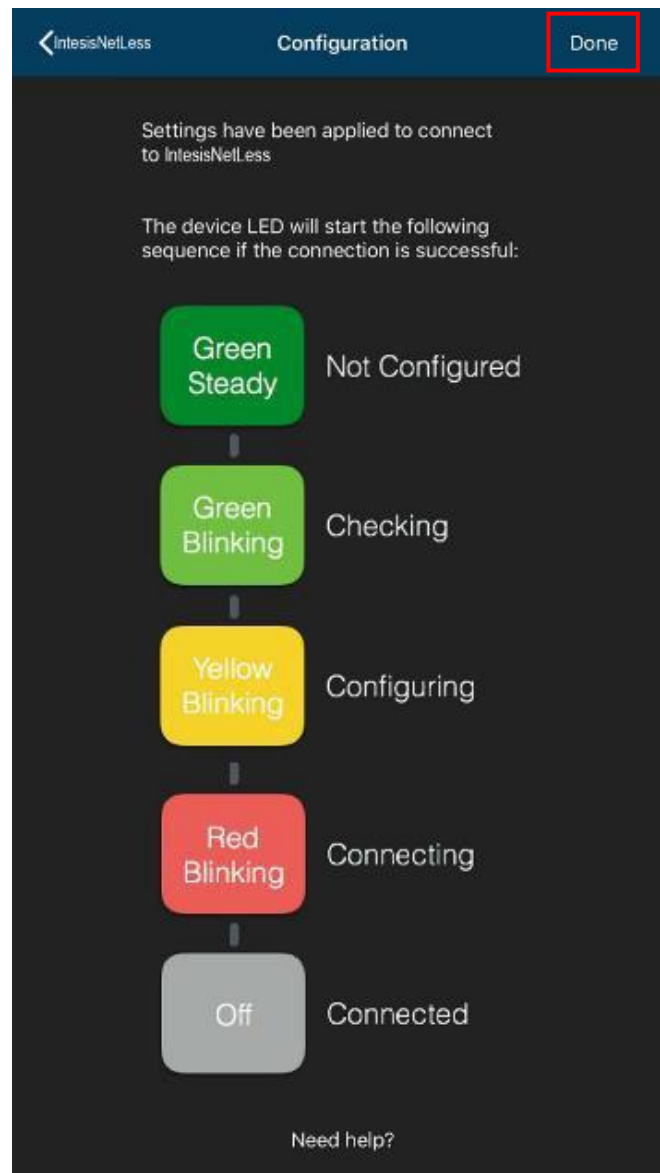 IntesisNetLess
Configuration
Done
Settings have been applied to connect
to IntesisNetLess
The device LED will start the following
sequence if the connection is successful:
Green
Steady
Not Configured
Green
Blinking
Checking
Yellow
Blinking
Configuring
Red
Blinking
Connecting
Off
Connected
Need help?